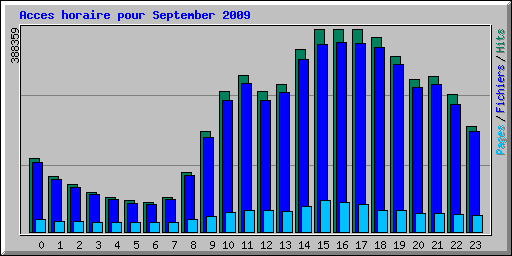 Acces horaire pour September 2009
388359
Pages / Fichiers / Hits
0 1 2 3 4 5 6 7 8 9 10 11 12 13 14 15 16 17 18 19 20 21 22 23